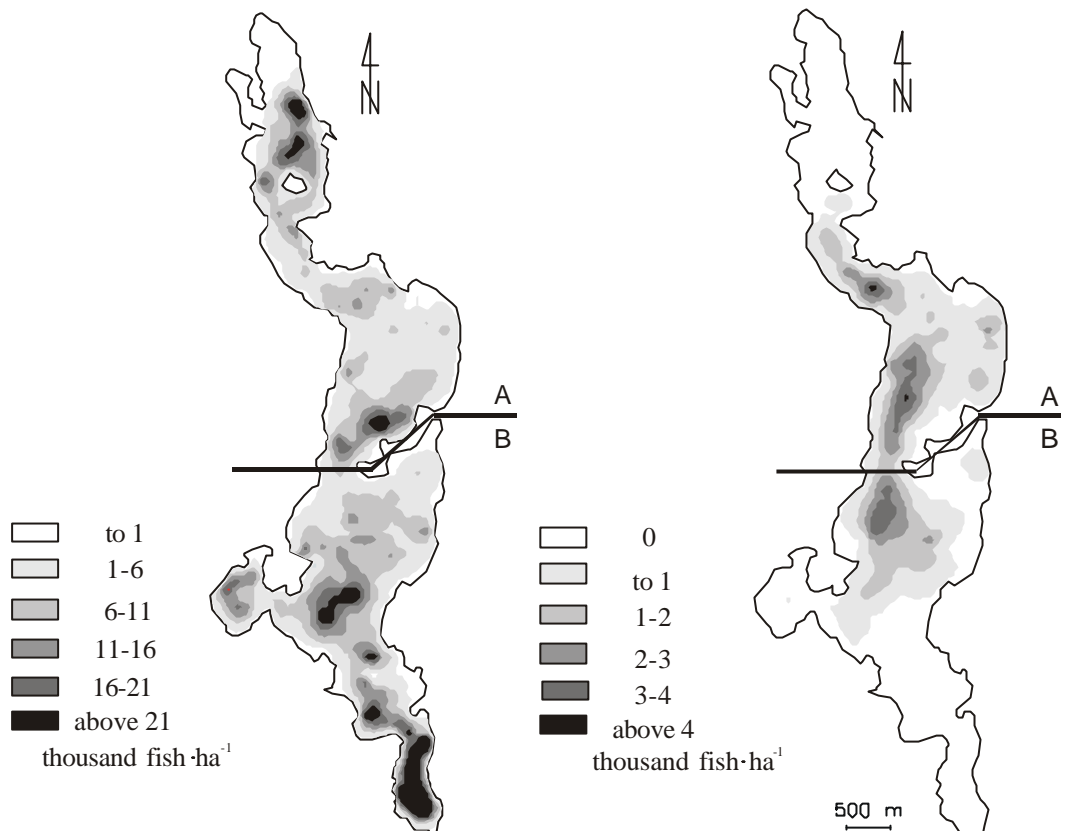 N
N
A
B
A
B
to 1
1-6
6-11
11-16
16-21
above 21
thousand fish·ha⁻¹
0
to 1
1-2
2-3
3-4
above 4
thousand fish·ha⁻¹
500 m